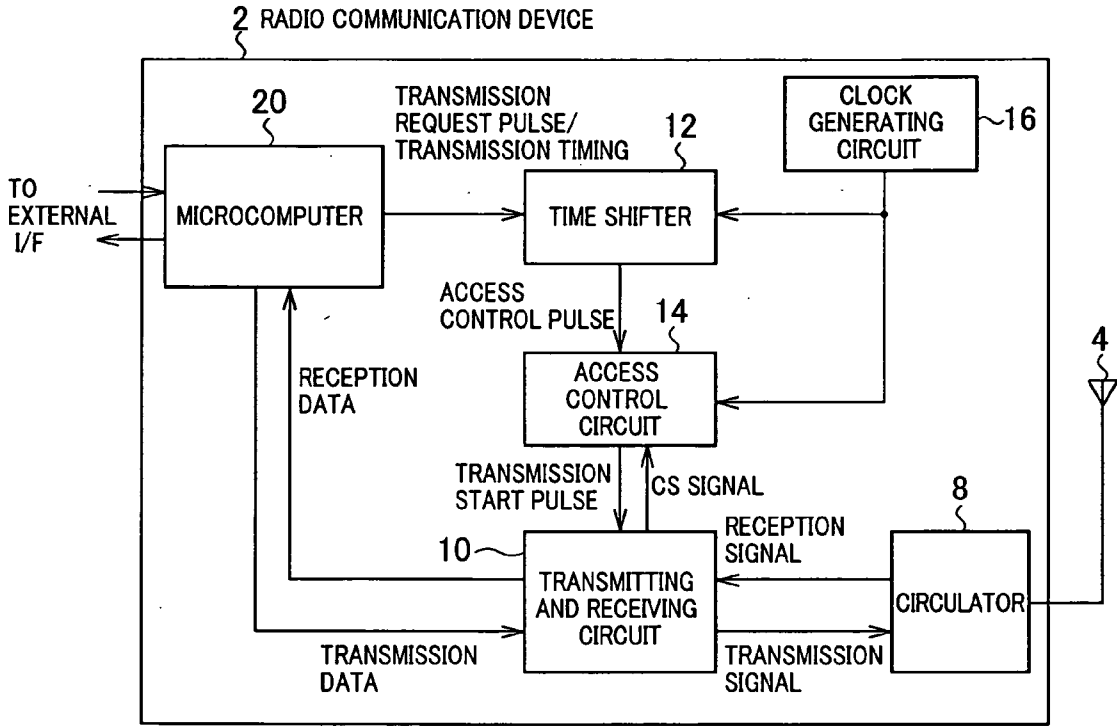 2 RADIO COMMUNICATION DEVICE
20
TRANSMISSION
REQUEST PULSE/
TRANSMISSION TIMING
12
CLOCK
GENERATING
CIRCUIT
16
TO
EXTERNAL
I/F
MICROCOMPUTER
TIME SHIFTER
ACCESS
CONTROL PULSE
14
4
RECEPTION
DATA
ACCESS
CONTROL
CIRCUIT
TRANSMISSION
START PULSE
CS SIGNAL
10
RECEPTION
SIGNAL
8
TRANSMITTING
AND RECEIVING
CIRCUIT
CIRCULATOR
TRANSMISSION
DATA
TRANSMISSION
SIGNAL